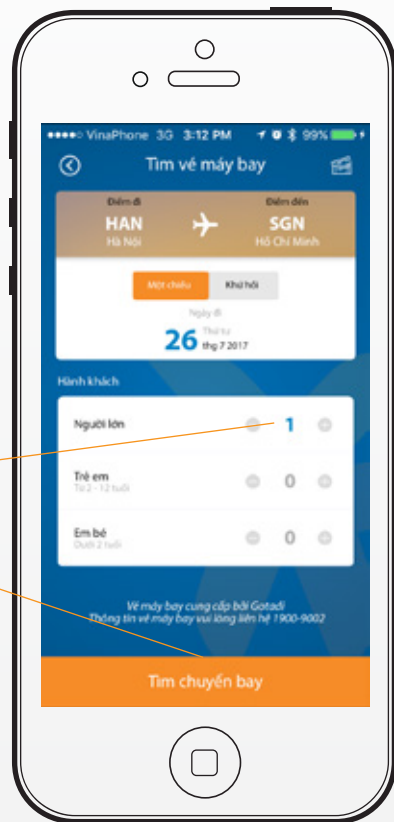 VinaPhone 3G 3:12 PM 99%
Tìm vé máy bay
Điểm đi
Điểm đến
HAN
SGN
Hà Nội
Hồ Chí Minh
Một chiều
Khứ hồi
Ngày đi
26
Thứ tư
thg 7 2017
Hành khách
Người lớn
1
Trẻ em
0
Từ 2 - 12 tuổi
Em bé
0
Dưới 2 tuổi
Vé máy bay cung cấp bởi Gotadi
Thông tin vé máy bay vui lòng liên hệ 1900-9002
Tìm chuyến bay